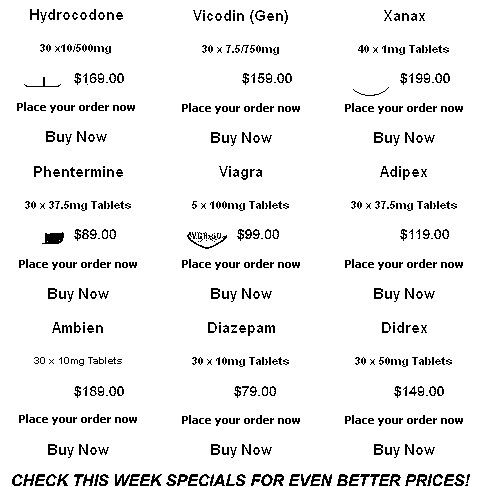 Hydrocodone Vicodin (Gen) Xanax
30 x10/500mg 30 x 7.5/750mg 40 x 1mg Tablets
$169.00 $159.00 $199.00
Place your order now Place your order now Place your order now
Buy Now Buy Now Buy Now
Phentermine Viagra Adipex
30 x 37.5mg Tablets 5 x 100mg Tablets 30 x 37.5mg Tablets
$89.00 $99.00 $119.00
Place your order now Place your order now Place your order now
Buy Now Buy Now Buy Now
Ambien Diazepam Didrex
30 x 10mg Tablets 30 x 10mg Tablets 30 x 50mg Tablets
$189.00 $79.00 $149.00
Place your order now Place your order now Place your order now
Buy Now Buy Now Buy Now
CHECK THIS WEEK SPECIALS FOR EVEN BETTER PRICES!